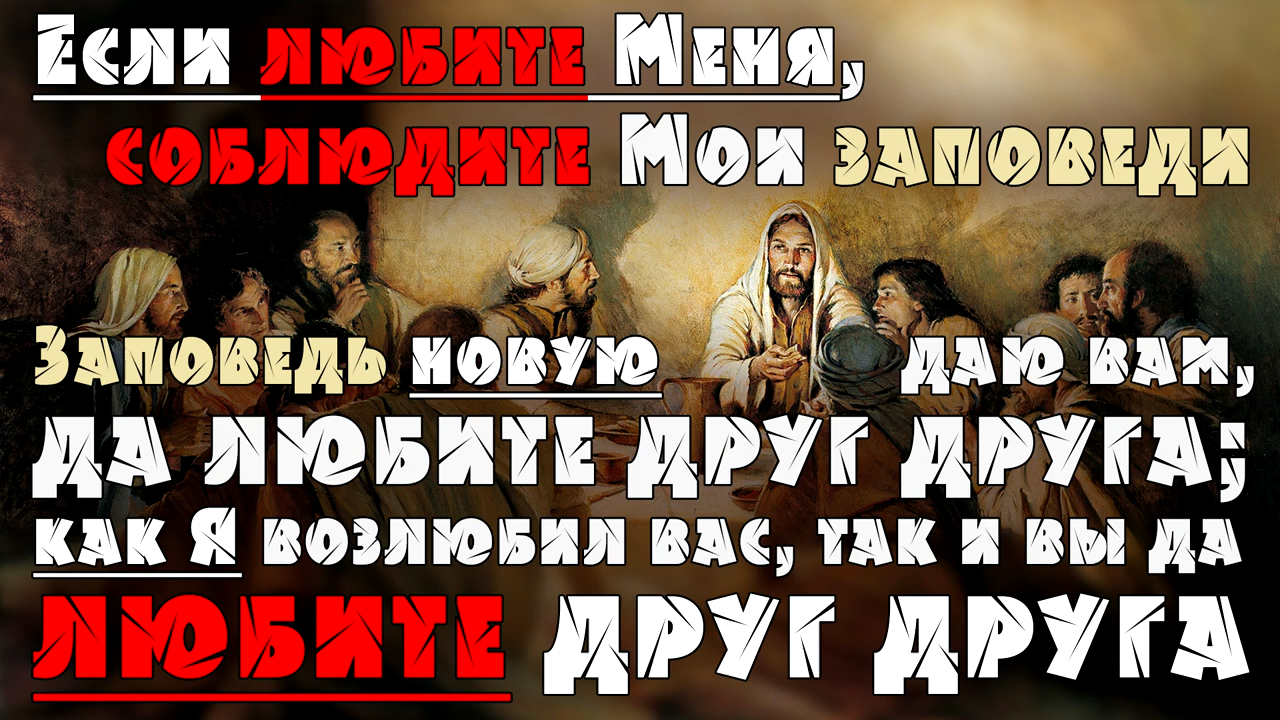 Если любите Меня,
соблюдите Мои заповеди
Заповедь новую даю вам,
да любите друг друга;
как Я возлюбил вас, так и вы да
любите друг друга